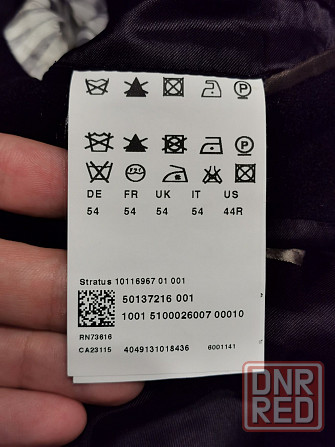 P
P
DE FR UK IT US
54 54 54 54 44R
Stratus 10116967 01 001
50137216 001
1001 5100026007 00010
RN73616
CA23115 4049131018436 6001141
DNR
RED